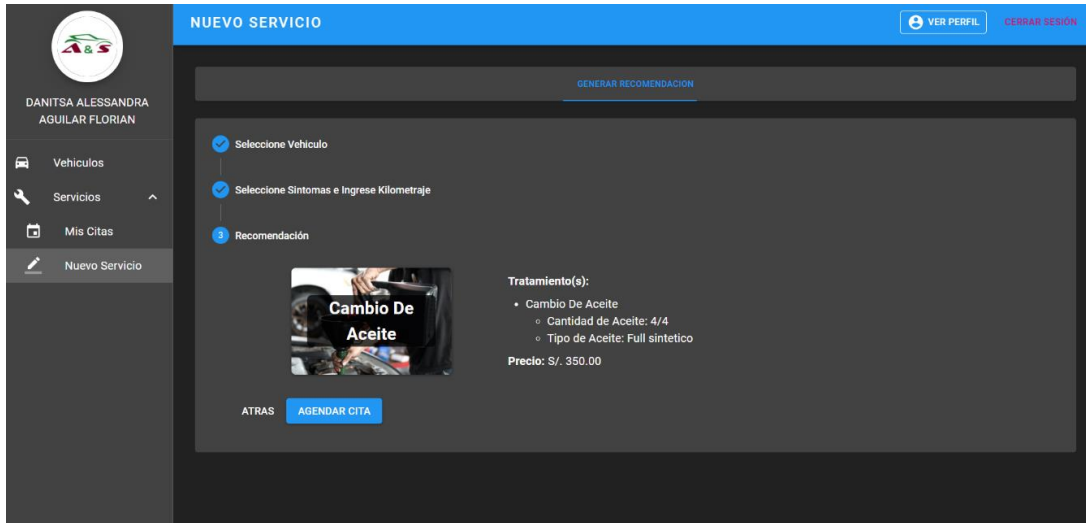 NUEVO SERVICIO
VER PERFIL
CERRAR SESIÓN
A & S
DANITSA ALESSANDRA
AGUILAR FLORIAN
Vehiculos
Servicios
Mis Citas
Nuevo Servicio
GENERAR RECOMENDACION
Seleccione Vehiculo
Seleccione Sintomas e Ingrese Kilometraje
3 Recomendación
Cambio De
Aceite
Tratamiento(s):
• Cambio De Aceite
○ Cantidad de Aceite: 4/4
○ Tipo de Aceite: Full sintetico
Precio: S/. 350.00
ATRAS
AGENDAR CITA